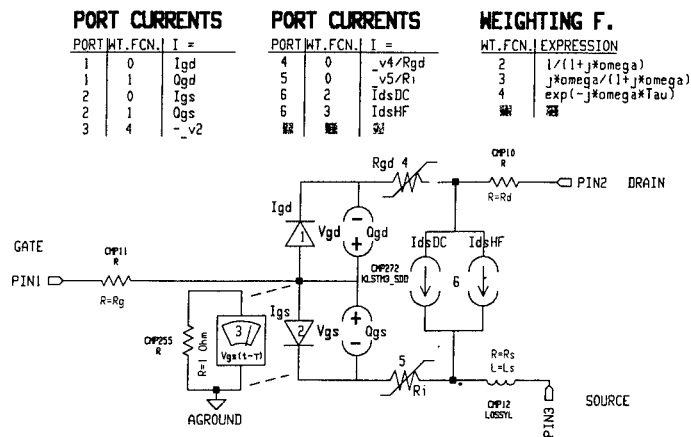 PORT CURRENTS
PORT WT.FCN. I =
1 0 Igd
1 1 Qgd
2 0 Igs
2 1 Qgs
3 4 -_v2
PORT CURRENTS
PORT WT.FCN. I =
4 0 _v4/Rgd
5 0 _v5/Ri
6 2 IdsDC
6 3 IdsHF
WEIGHTING F.
WT.FCN. EXPRESSION
2 1/(1+j*omega)
3 j*omega/(1+j*omega)
4 exp(-j*omega*Tau)
Rgd 4
CMP10
R
R=Rd
PIN2 DRAIN
Igd
1
Vgd
Qgd
IdsDC
IdsHF
6
GATE
PIN1
CMP11
R
R=Rg
CMP272
KLSTM3_SDD
Igs
2
Vgs
Qgs
CMP255
R
R=1 Ohm
3
Vgs(t-τ)
AGROUND
5
Ri
R=Rs
L=Ls
CMP12
LOSSYL
PIN3
SOURCE